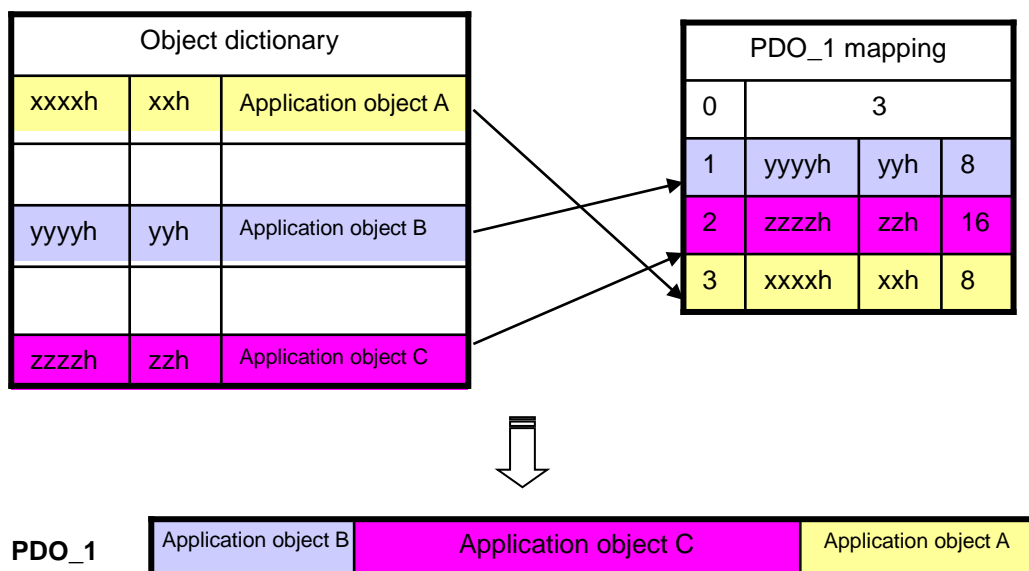 Object dictionary
xxxxh xxh Application object A
yyyyh yyh Application object B
zzzzh zzh Application object C
PDO_1 mapping
0 3
1 yyyyh yyh 8
2 zzzzh zzh 16
3 xxxxh xxh 8
PDO_1 Application object B Application object C Application object A